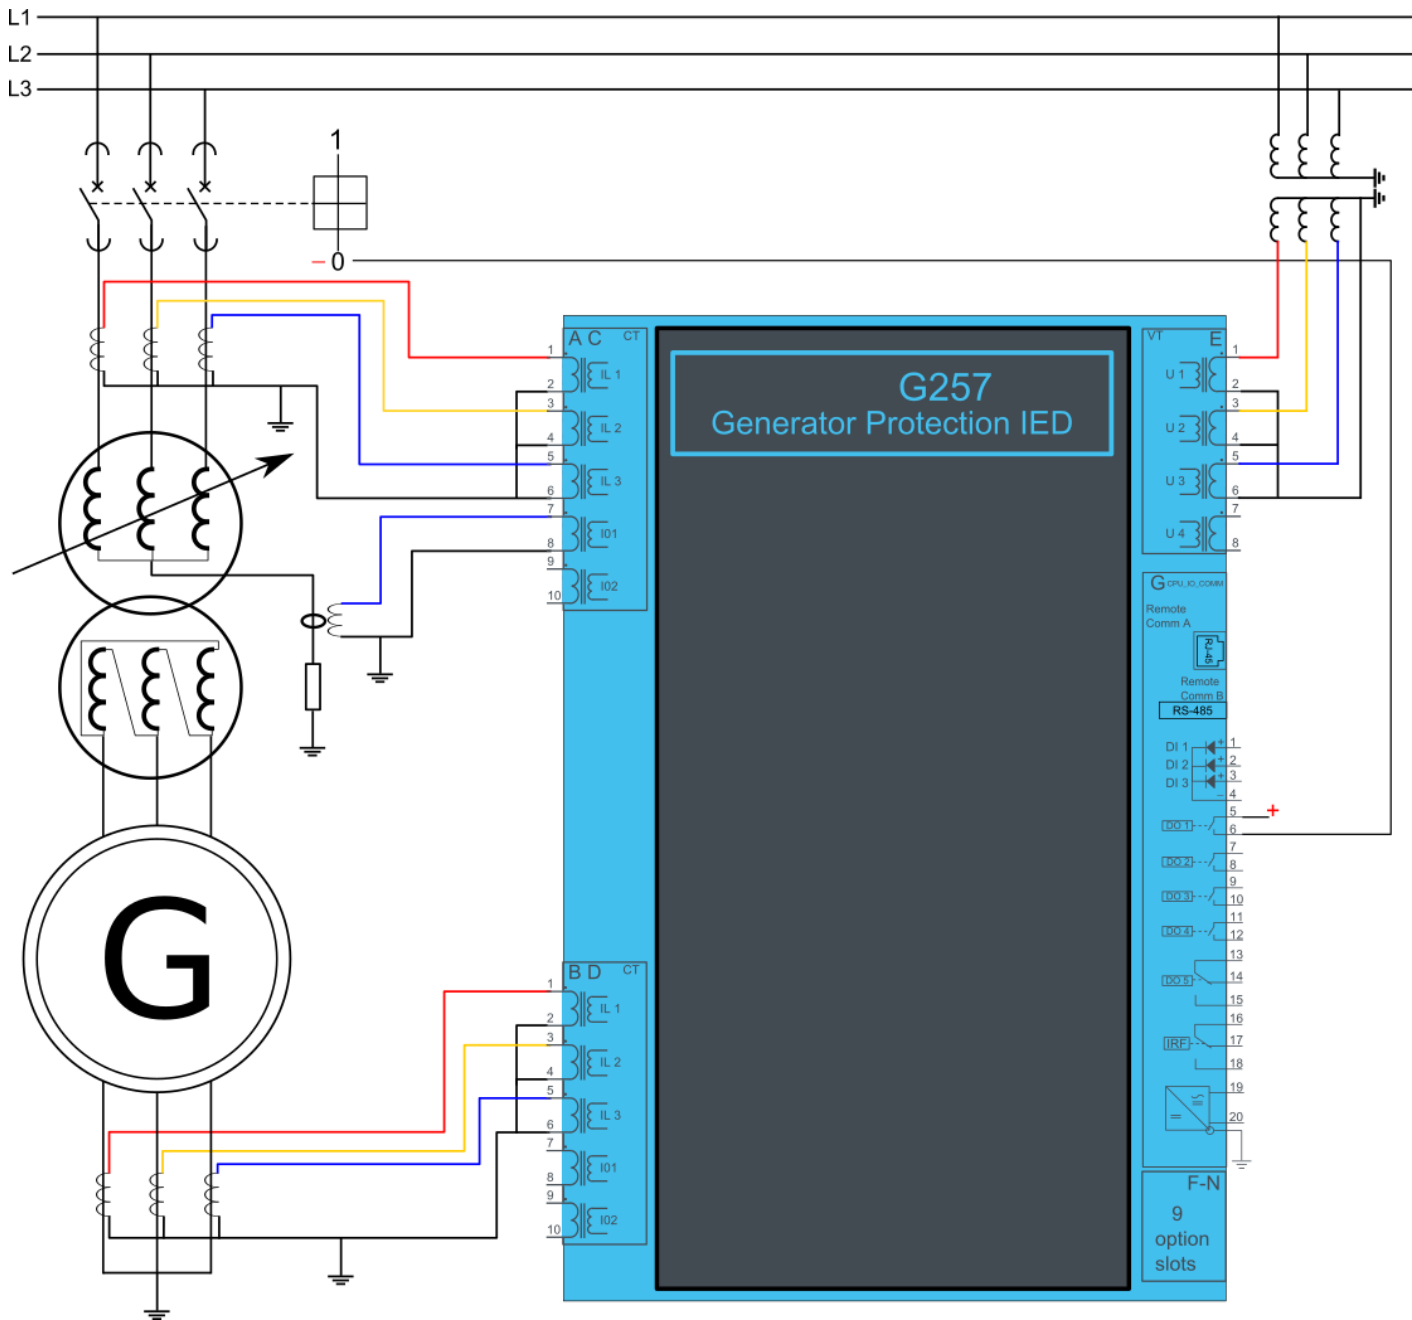 L1
L2
L3
1
– 0
A C CT
1
IL 1
2
3
IL 2
4
5
IL 3
6
7
I01
8
9
I02
10
G257
Generator Protection IED
VT E
1
U 1
2
3
U 2
4
5
U 3
6
7
U 4
8
G CPU_IO_COMM
Remote
Comm A
RJ-45
Remote
Comm B
RS-485
DI 1 + 1
DI 2 + 2
DI 3 + 3
– 4
5 +
DO 1
6
7
DO 2
8
9
DO 3
10
11
DO 4
12
13
DO 5 14
15
16
IRF 17
18
19
20
F-N
9
option
slots
G
B D CT
1
IL 1
2
3
IL 2
4
5
IL 3
6
7
I01
8
9
I02
10